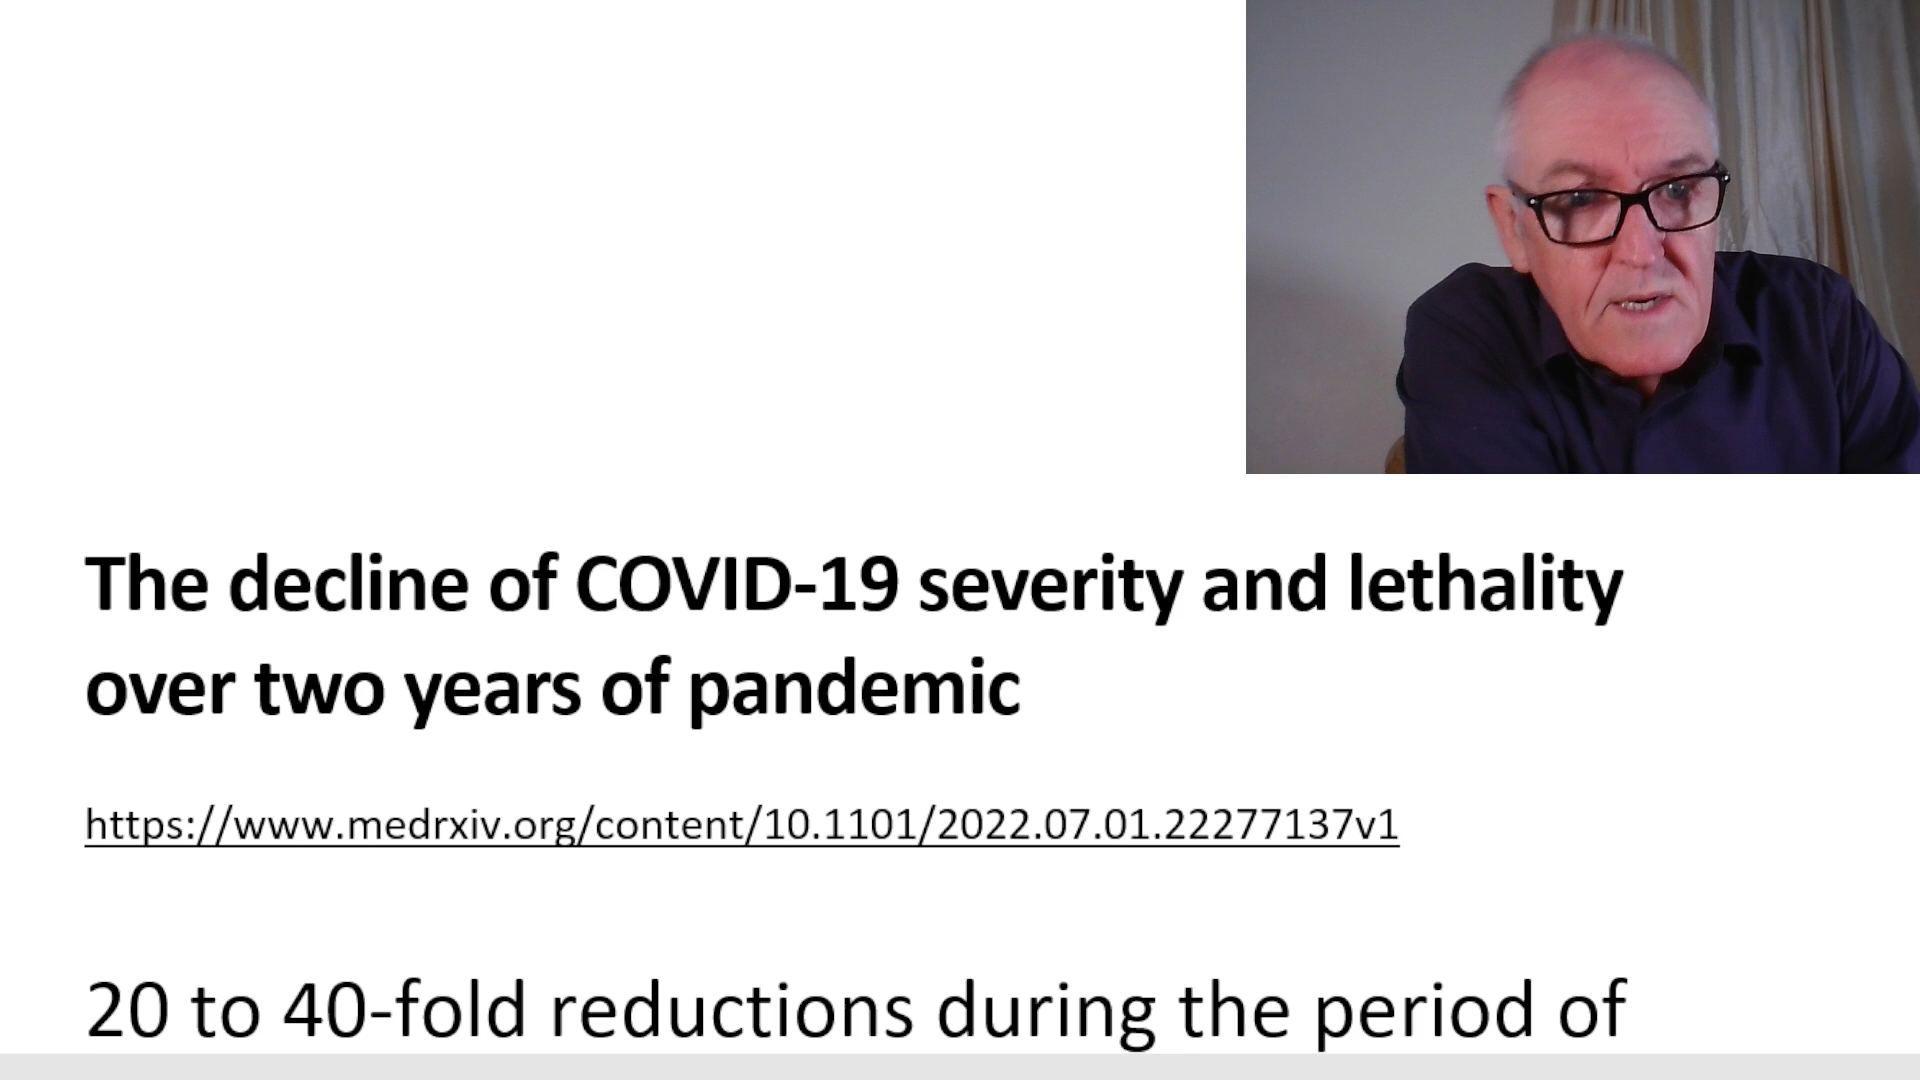 The decline of COVID-19 severity and lethality
over two years of pandemic
https://www.medrxiv.org/content/10.1101/2022.07.01.22277137v1
20 to 40-fold reductions during the period of